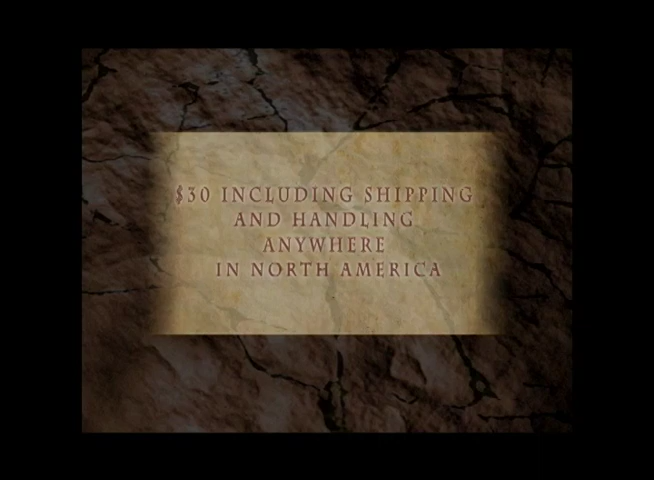 $30 INCLUDING SHIPPING
AND HANDLING
ANYWHERE
IN NORTH AMERICA